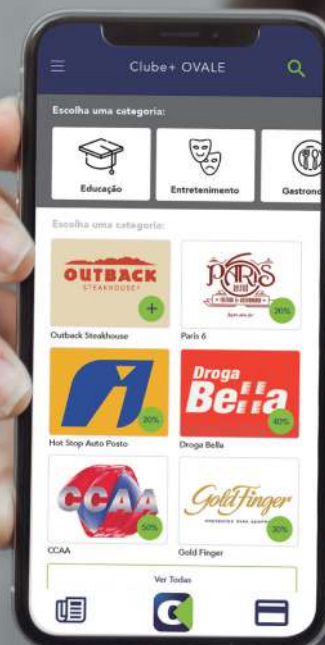 Clube+ OVALE
Escolha uma categoria:
Educação
Entretenimento
Gastron
Escolha uma categoria:
OUTBACK
STEAKHOUSE
+
PARIS
20%
Outback Steakhouse
Paris 6
20%
Droga
Bella
40%
Hot Stop Auto Posto
Droga Bella
CCAA
50%
GoldFinger
30%
CCAA
Gold Finger
Ver Todas